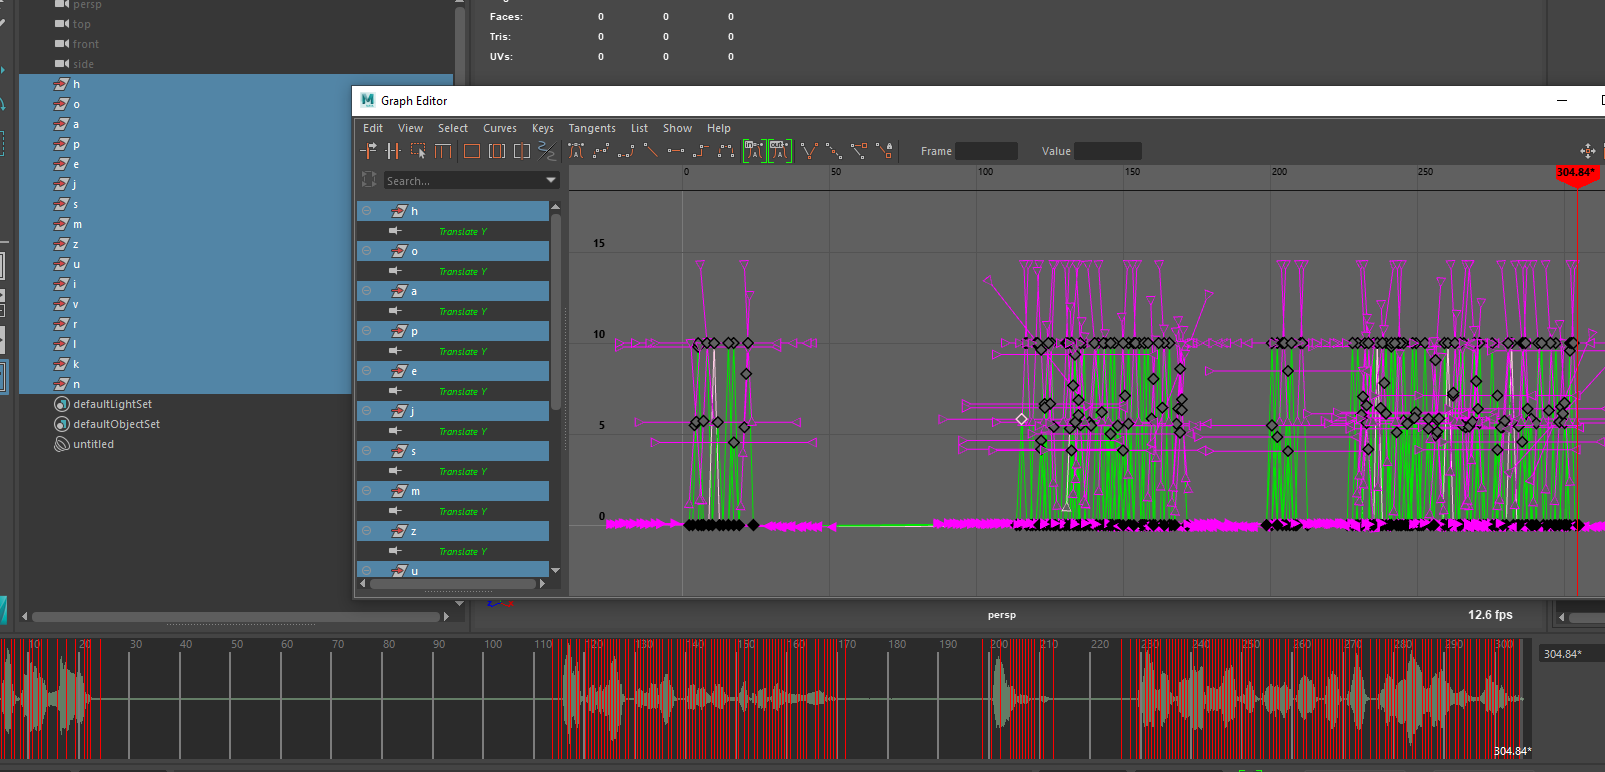 persp
top
front
side
h
o
a
p
e
j
s
m
z
u
i
v
r
l
k
n
defaultLightSet
defaultObjectSet
untitled
Faces: 0 0 0
Tris: 0 0 0
UVs: 0 0 0
Graph Editor
Edit View Select Curves Keys Tangents List Show Help
Frame Value
Search...
h
Translate Y
o
Translate Y
a
Translate Y
p
Translate Y
e
Translate Y
j
Translate Y
s
Translate Y
m
Translate Y
z
Translate Y
u
0 50 100 150 200 250 304.84*
15
10
5
0
persp 12.6 fps
10 20 30 40 50 60 70 80 90 100 110 120 130 140 150 160 170 180 190 200 210 220 230 240 250 260 270 280 290 300
304.84*
304.84*